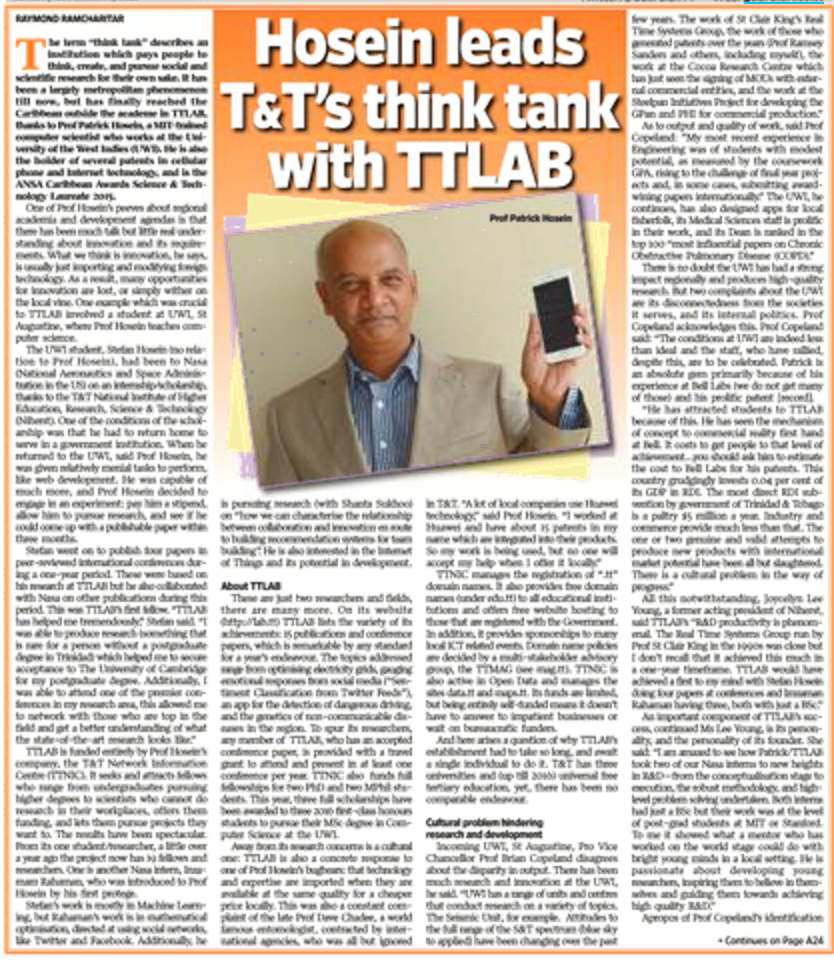 RAYMOND RAMCHARITAR
The term "think tank" describes an
institution which pays people to
think, create, and pursue social and
scientific research for their own sake. It has
been a largely metropolitan phenomenon
till now, but has finally reached the
Caribbean outside the academe in TTLAB,
thanks to Prof Patrick Hosein, a MIT-trained
computer scientist who works at the Uni-
versity of the West Indies (UWI). He is also
the holder of several patents in cellular
phone and Internet technology, and is the
ANSA Caribbean Awards Science & Tech-
nology Laureate 2015.
One of Prof Hosein's peeves about regional
academia and development agendas is that
there has been much talk but little real under-
standing about innovation and its require-
ments. What we think is innovation, he says,
is usually just importing and modifying foreign
technology. As a result, many opportunities
for innovation are lost, or simply wither on
the local vine. One example which was crucial
to TTLAB involved a student at UWI, St
Augustine, where Prof Hosein teaches com-
puter science.
The UWI student, Stefan Hosein (no rela-
tion to Prof Hosein), had been to Nasa
(National Aeronautics and Space Adminis-
tration in the US) on an internship/scholarship,
thanks to the T&T National Institute of Higher
Education, Research, Science & Technology
(Niherst). One of the conditions of the schol-
arship was that he had to return home to
serve in a government institution. When he
returned to the UWI, said Prof Hosein, he
was given relatively menial tasks to perform,
like web development. He was capable of
much more, and Prof Hosein decided to
engage in an experiment: pay him a stipend,
allow him to pursue research, and see if he
could come up with a publishable paper within
three months.
Stefan went on to publish four papers in
peer-reviewed international conferences dur-
ing a one-year period. These were based on
his research at TTLAB but he also collaborated
with Nasa on other publications during this
period. This was TTLAB's first fellow. "TTLAB
has helped me tremendously," Stefan said. "I
was able to produce research (something that
is rare for a person without a postgraduate
degree in Trinidad) which helped me to secure
acceptance to The University of Cambridge
for my postgraduate degree. Additionally, I
was able to attend one of the premier con-
ferences in my research area, this allowed me
to network with those who are top in the
field and get a better understanding of what
the state-of-the-art research looks like."
TTLAB is funded entirely by Prof Hosein's
company, the T&T Network Information
Centre (TTNIC). It seeks and attracts fellows
who range from undergraduates pursuing
higher degrees to scientists who cannot do
research in their workplaces, offers them
funding, and lets them pursue projects they
want to. The results have been spectacular.
From its one student/researcher, a little over
a year ago the project now has 19 fellows and
researchers. One is another Nasa intern, Inzu-
mam Rahaman, who was introduced to Prof
Hosein by his first protege.
Stefan's work is mostly in Machine Learn-
ing, but Rahaman's work is in mathematical
optimisation, directed at using social networks,
like Twitter and Facebook. Additionally, he
Hosein leads
T&T's think tank
with TTLAB
Prof Patrick Hosein
is pursuing research (with Shanta Sukhoo)
on "how we can characterise the relationship
between collaboration and innovation en route
to building recommendation systems for team
building". He is also interested in the Internet
of Things and its potential in development.
About TTLAB
These are just two researchers and fields,
there are many more. On its website
(http://lab.tt) TTLAB lists the variety of its
achievements: 15 publications and conference
papers, which is remarkable by any standard
for a year's endeavour. The topics addressed
range from optimising electricity grids, gauging
emotional responses from social media ("Sen-
timent Classification from Twitter Feeds"),
an app for the detection of dangerous driving,
and the genetics of non-communicable dis-
eases in the region. To spur its researchers,
any member of TTLAB, who has an accepted
conference paper, is provided with a travel
grant to attend and present in at least one
conference per year. TTNIC also funds full
fellowships for two PhD and two MPhil stu-
dents. This year, three full scholarships have
been awarded to three 2016 first-class honours
students to pursue their MSc degree in Com-
puter Science at the UWI.
Away from its research concerns is a cultural
one: TTLAB is also a concrete response to
one of Prof Hosein's bugbears: that technology
and expertise are imported when they are
available at the same quality for a cheaper
price locally. This was also a constant com-
plaint of the late Prof Dave Chadee, a world
famous entomologist, contracted by inter-
national agencies, who was all but ignored
in T&T. "A lot of local companies use Huawei
technology," said Prof Hosein. "I worked at
Huawei and have about 15 patents in my
name which are integrated into their products.
So my work is being used, but no one will
accept my help when I offer it locally."
TTNIC manages the registration of ".tt"
domain names. It also provides free domain
names (under edu.tt) to all educational insti-
tutions and offers free website hosting to
those that are registered with the Government.
In addition, it provides sponsorships to many
local ICT related events. Domain name policies
are decided by a multi-stakeholder advisory
group, the TTMAG (see mag.tt). TTNIC is
also active in Open Data and manages the
sites data.tt and maps.tt. Its funds are limited,
but being entirely self-funded means it doesn't
have to answer to impatient businesses or
wait on bureaucratic funders.
And here arises a question of why TTLAB's
establishment had to take so long, and await
a single individual to do it. T&T has three
universities and (up till 2016) universal free
tertiary education, yet, there has been no
comparable endeavour.
Cultural problem hindering
research and development
Incoming UWI, St Augustine, Pro Vice
Chancellor Prof Brian Copeland disagrees
about the disparity in output. There has been
much research and innovation at the UWI,
he said. "UWI has a range of units and centres
that conduct research on a variety of topics.
The Seismic Unit, for example. Attitudes to
the full range of the S&T spectrum (blue sky
to applied) have been changing over the past
few years. The work of St Clair King's Real
Time Systems Group, the work of those who
generated patents over the years (Prof Ramsey
Sanders and others, including myself), the
work at the Cocoa Research Centre which
has just seen the signing of MOUs with exter-
nal commercial entities, and the work at the
Steelpan Initiatives Project for developing the
GPan and PHI for commercial production."
As to output and quality of work, said Prof
Copeland: "My most recent experience in
Engineering was of students with modest
potential, as measured by the coursework
GPA, rising to the challenge of final year proj-
ects and, in some cases, submitting award-
wining papers internationally." The UWI, he
continues, has also designed apps for local
fisherfolk, its Medical Sciences staff is prolific
in their work, and its Dean is ranked in the
top 100 "most influential papers on Chronic
Obstructive Pulmonary Disease (COPD)."
There is no doubt the UWI has had a strong
impact regionally and produces high-quality
research. But two complaints about the UWI
are its disconnectedness from the societies
it serves, and its internal politics. Prof
Copeland acknowledges this. Prof Copeland
said: "The conditions at UWI are indeed less
than ideal and the staff, who have rallied,
despite this, are to be celebrated. Patrick is
an absolute gem primarily because of his
experience at Bell Labs (we do not get many
of those) and his prolific patent [record].
"He has attracted students to TTLAB
because of this. He has seen the mechanism
of concept to commercial reality first hand
at Bell. It costs to get people to that level of
achievement...you should ask him to estimate
the cost to Bell Labs for his patents. This
country grudgingly invests 0.04 per cent of
its GDP in RDI. The most direct RDI sub-
vention by government of Trinidad & Tobago
is a paltry $5 million a year. Industry and
commerce provide much less than that. The
one or two genuine and valid attempts to
produce new products with international
market potential have been all but slaughtered.
There is a cultural problem in the way of
progress."
All this notwithstanding, Joycelyn Lee
Young, a former acting president of Niherst,
said TTLAB's "R&D productivity is phenom-
enal. The Real Time Systems Group run by
Prof St Clair King in the 1990s was close but
I don't recall that it achieved this much in
a one-year timeframe. TTLAB would have
achieved a first to my mind with Stefan Hosein
doing four papers at conferences and Inzamam
Rahaman having three, both with just a BSc."
An important component of TTLAB's suc-
cess, continued Ms Lee Young, is its person-
ality, and the personality of its founder. She
said: "I am amazed to see how Patrick/TTLAB
took two of our Nasa interns to new heights
in R&D—from the conceptualisation stage to
execution, the robust methodology, and high-
level problem solving undertaken. Both interns
had just a BSc but their work was at the level
of post-grad students at MIT or Stanford.
To me it showed what a mentor who has
worked on the world stage could do with
bright young minds in a local setting. He is
passionate about developing young
researchers, inspiring them to believe in them-
selves and guiding them towards achieving
high quality R&D."
Apropos of Prof Copeland's identification
• Continues on Page A24